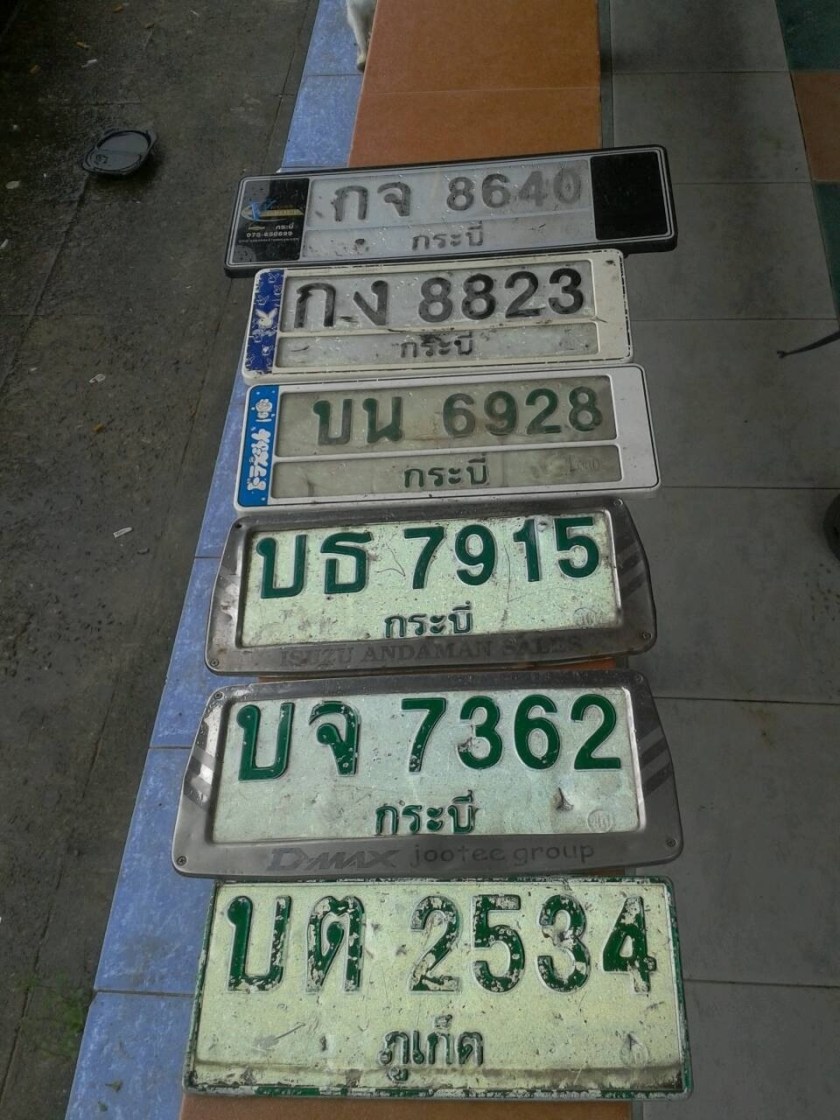 กจ 8640
กระบี่
กง 8823
กระบี่
บน 6928
กระบี่
บธ 7915
กระบี่
ISUZU ANDAMAN SALES
บจ 7362
กระบี่
D-MAX jootec group
บต 2534
ภูเก็ต